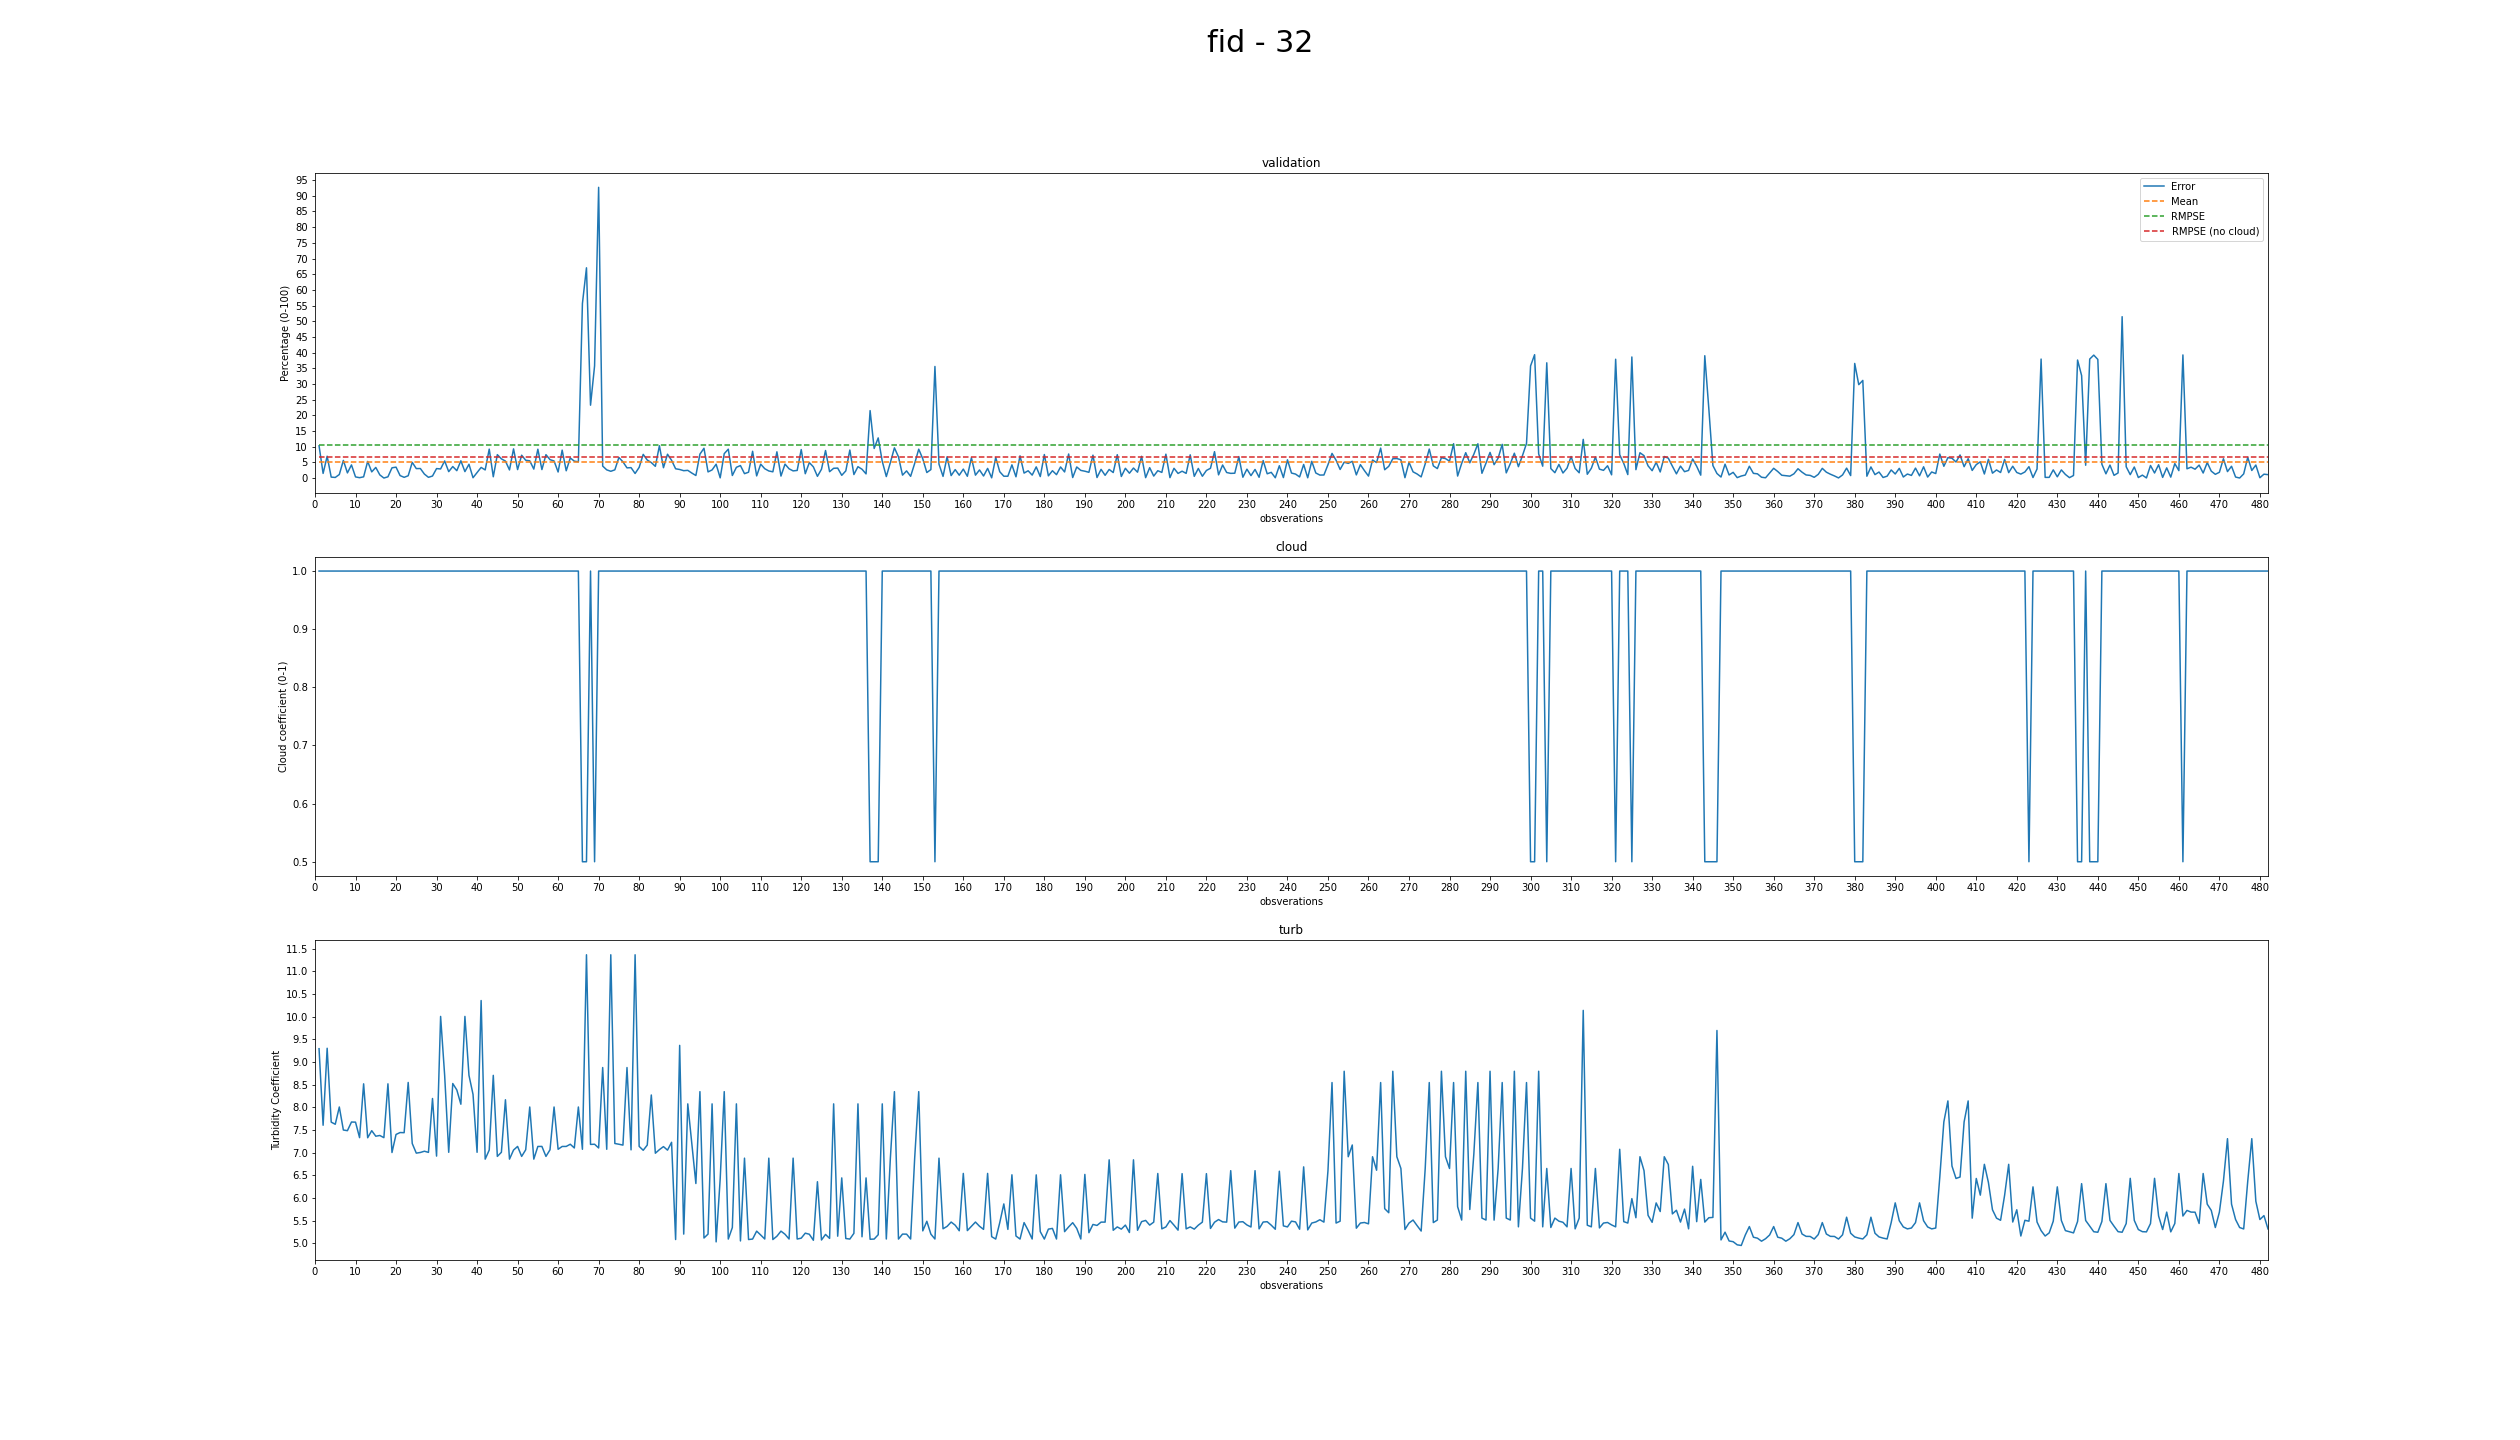 fid - 32
validation
95
90
85
80
75
70
65
60
55
50
45
40
35
30
25
20
15
10
5
0
Percentage (0-100)
Error
Mean
RMPSE
RMPSE (no cloud)
0 10 20 30 40 50 60 70 80 90 100 110 120 130 140 150 160 170 180 190 200 210 220 230 240 250 260 270 280 290 300 310 320 330 340 350 360 370 380 390 400 410 420 430 440 450 460 470 480
obsverations
cloud
1.0
0.9
0.8
0.7
0.6
0.5
Cloud coefficient (0-1)
0 10 20 30 40 50 60 70 80 90 100 110 120 130 140 150 160 170 180 190 200 210 220 230 240 250 260 270 280 290 300 310 320 330 340 350 360 370 380 390 400 410 420 430 440 450 460 470 480
obsverations
turb
11.5
11.0
10.5
10.0
9.5
9.0
8.5
8.0
7.5
7.0
6.5
6.0
5.5
5.0
Turbidity Coefficient
0 10 20 30 40 50 60 70 80 90 100 110 120 130 140 150 160 170 180 190 200 210 220 230 240 250 260 270 280 290 300 310 320 330 340 350 360 370 380 390 400 410 420 430 440 450 460 470 480
obsverations